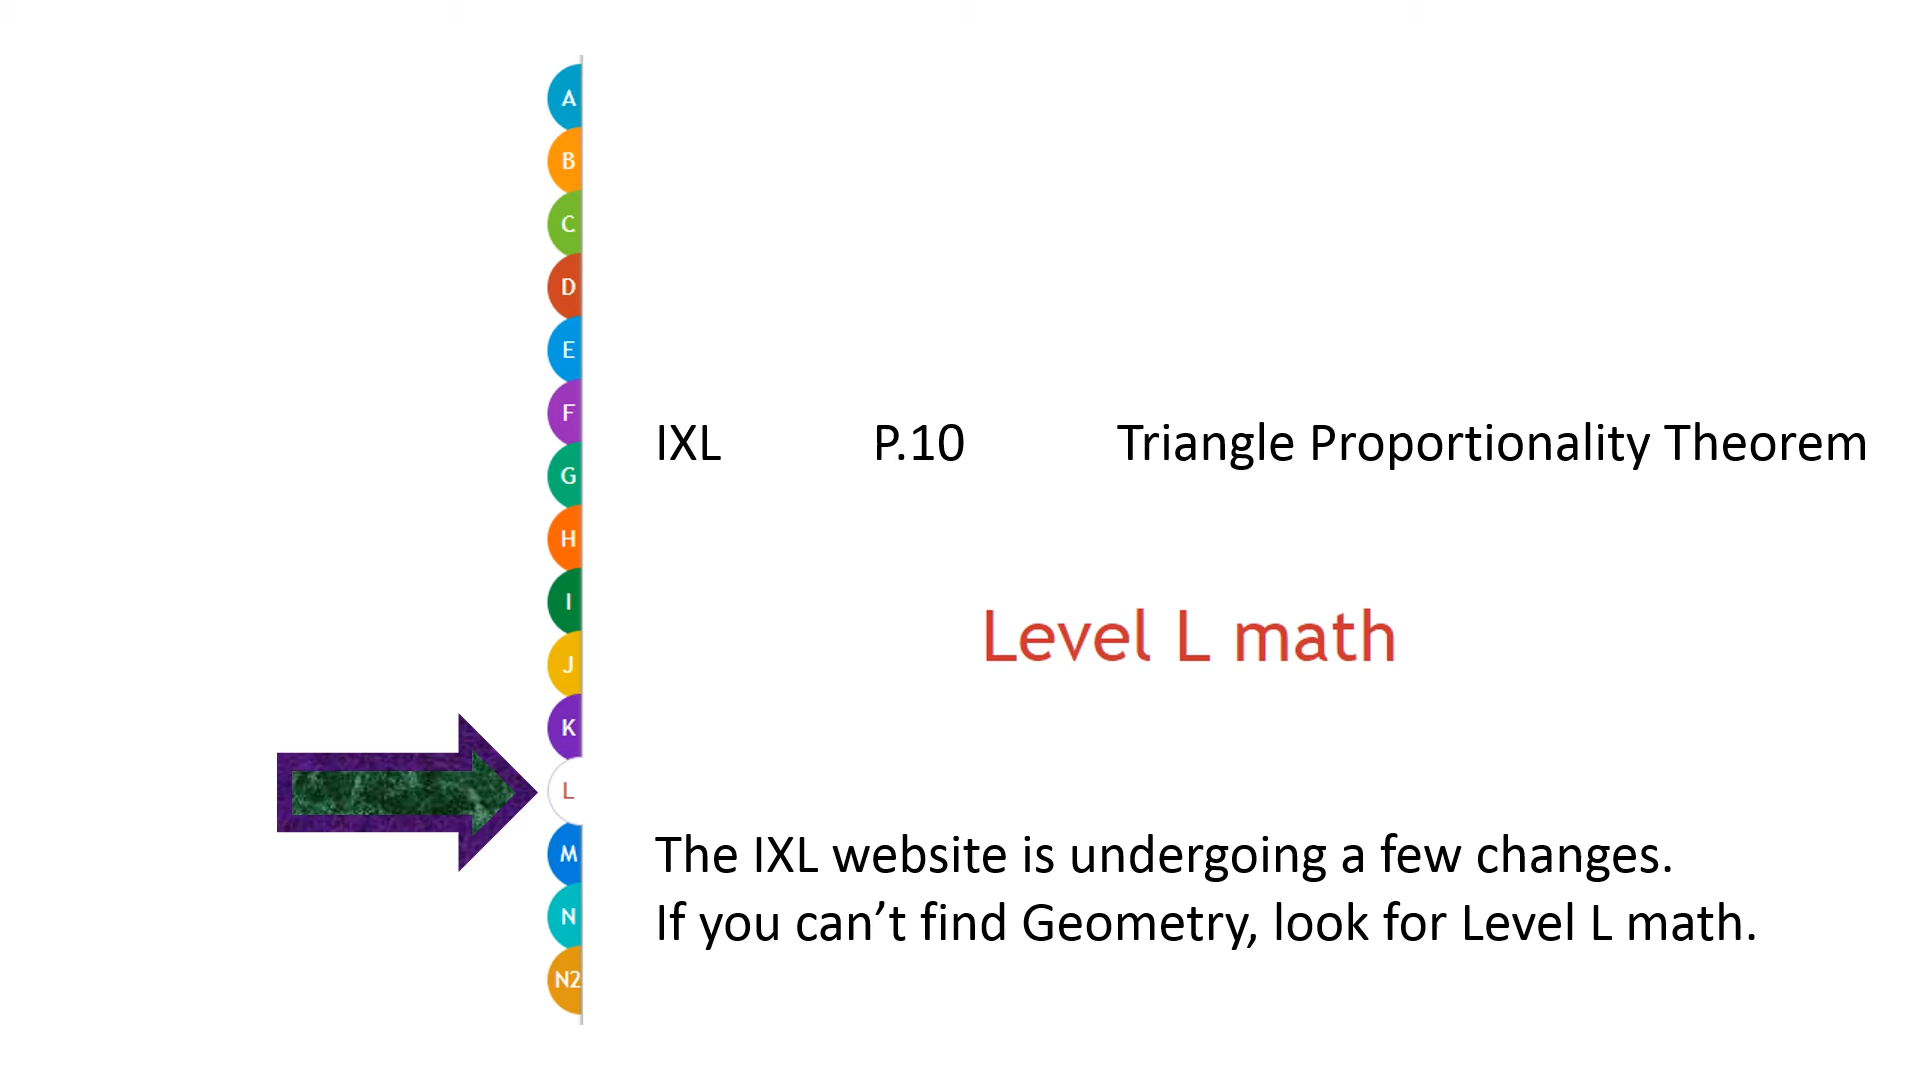 A
B
C
D
E
F
G
H
I
J
K
L
M
N
N2
IXL P.10 Triangle Proportionality Theorem
Level L math
The IXL website is undergoing a few changes.
If you can’t find Geometry, look for Level L math.